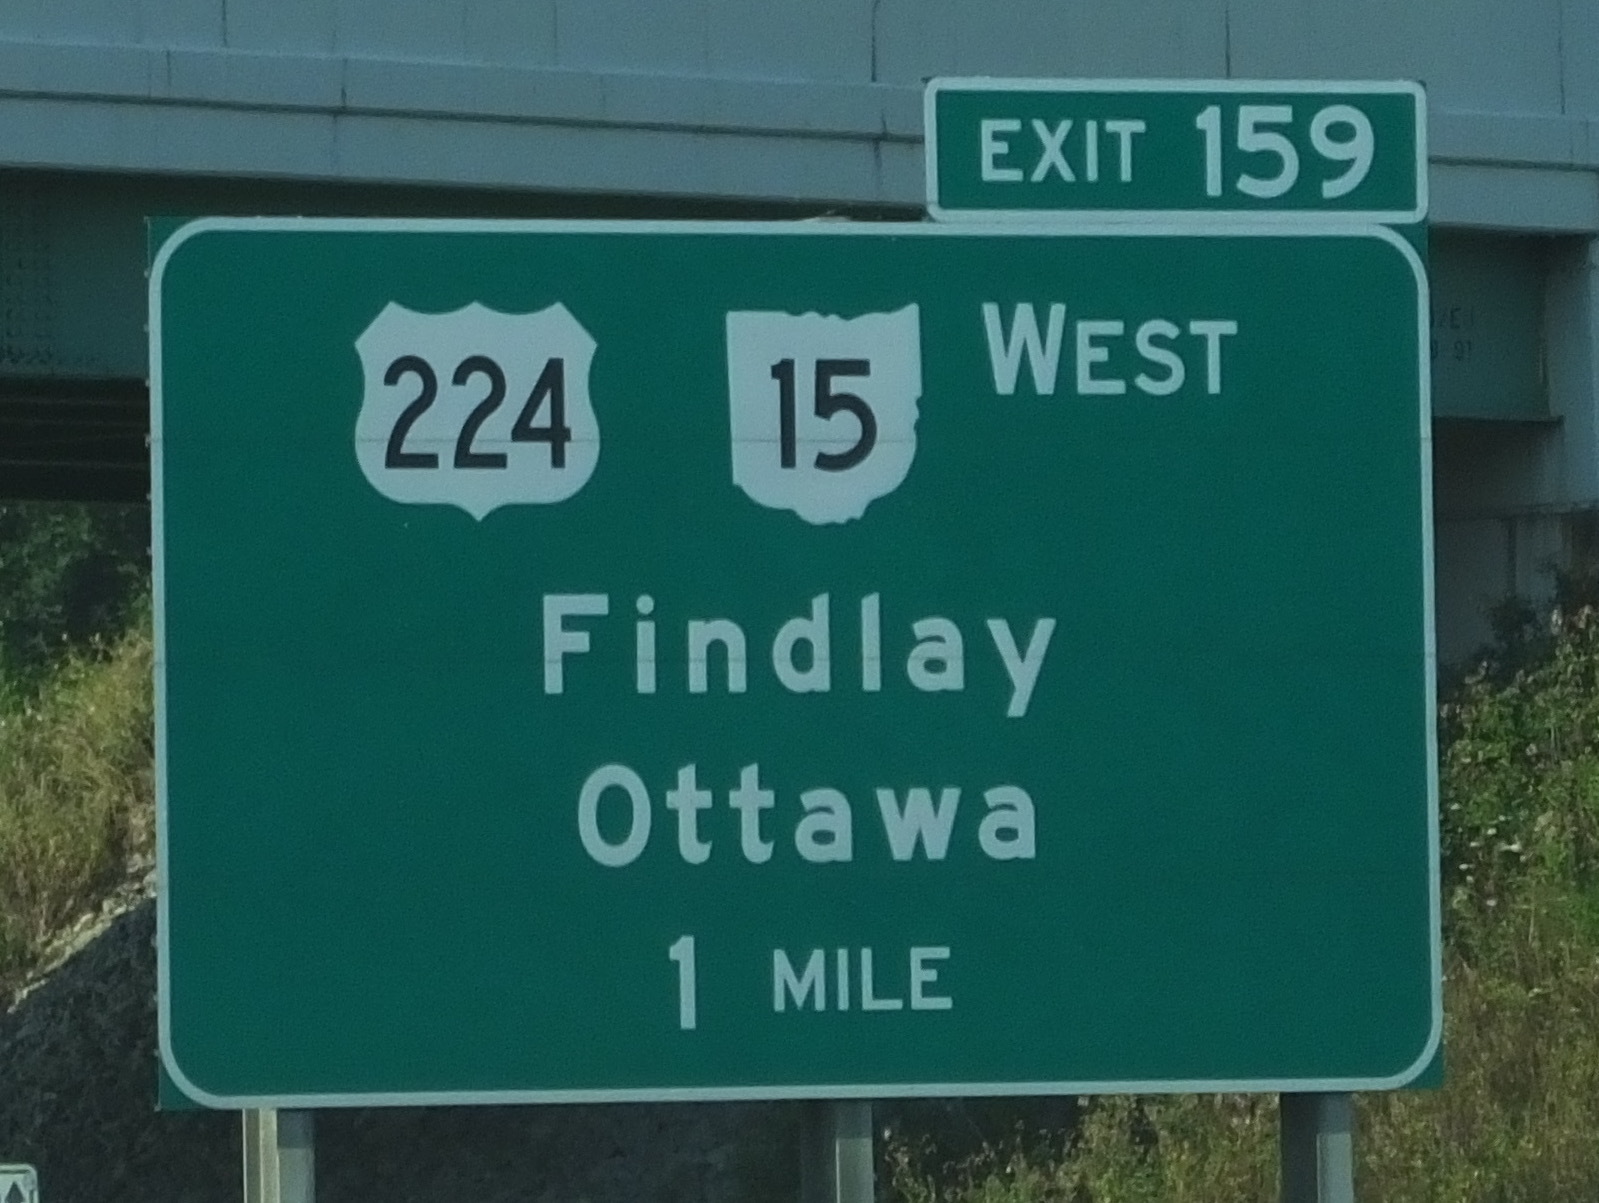 EXIT 159
224 15 WEST
Findlay
Ottawa
1 MILE